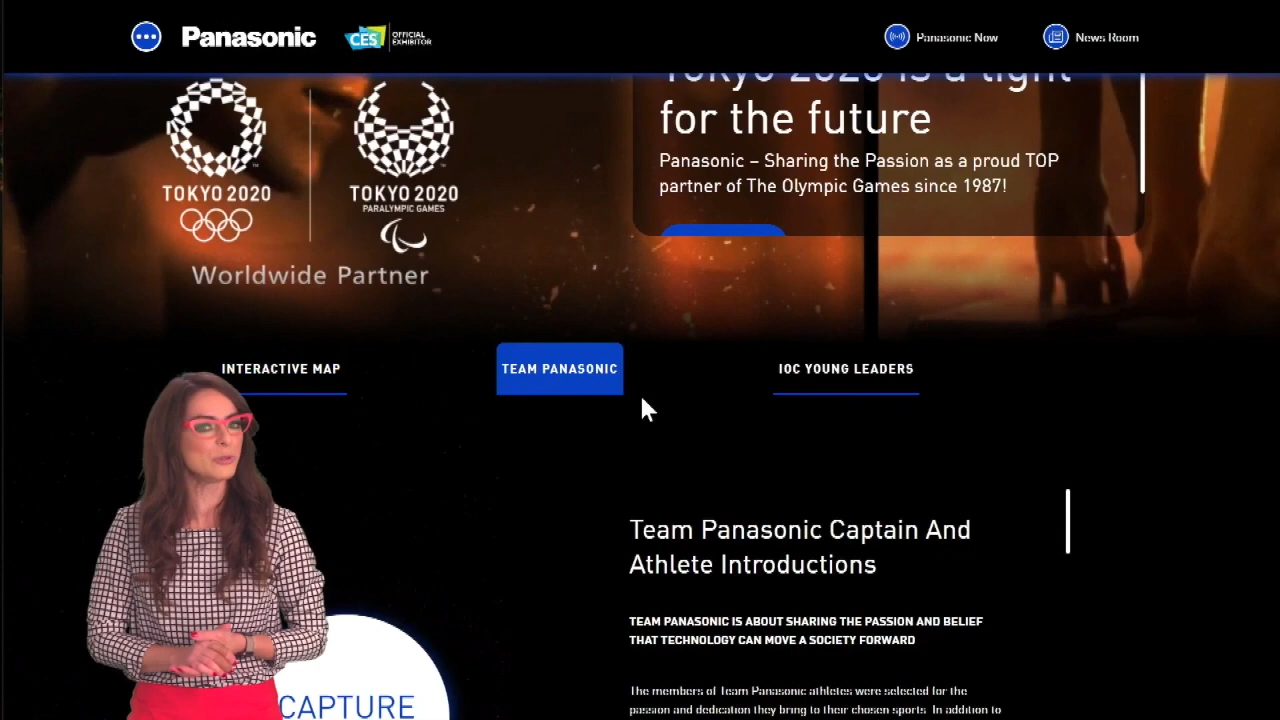 Panasonic
CES
OFFICIAL
EXHIBITOR
Panasonic Now
News Room
Tokyo 2020 is a light
for the future
Panasonic – Sharing the Passion as a proud TOP
partner of The Olympic Games since 1987!
TOKYO 2020
TOKYO 2020
PARALYMPIC GAMES
Worldwide Partner
INTERACTIVE MAP
TEAM PANASONIC
IOC YOUNG LEADERS
Team Panasonic Captain And
Athlete Introductions
TEAM PANASONIC IS ABOUT SHARING THE PASSION AND BELIEF
THAT TECHNOLOGY CAN MOVE A SOCIETY FORWARD
The members of Team Panasonic athletes were selected for the
passion and dedication they bring to their chosen sports. In addition to
CAPTURE